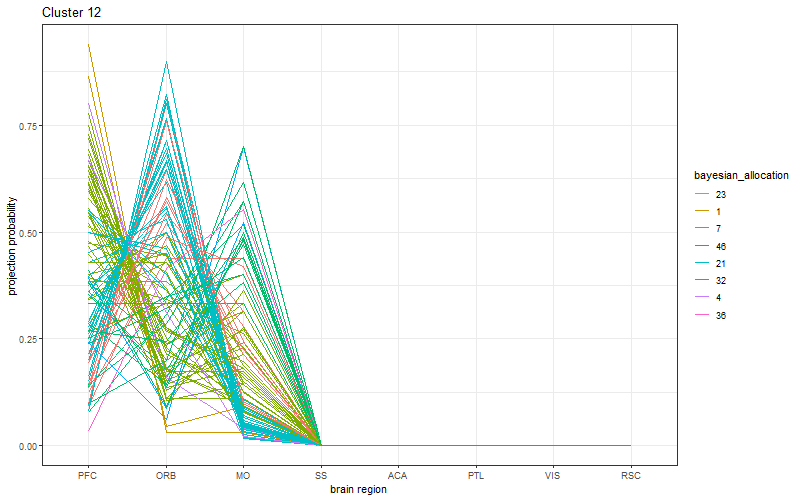 Cluster 12
projection probability
0.75
0.50
0.25
0.00
PFC
ORB
MO
SS
ACA
PTL
VIS
RSC
brain region
bayesian_allocation
23
1
7
46
21
32
4
36